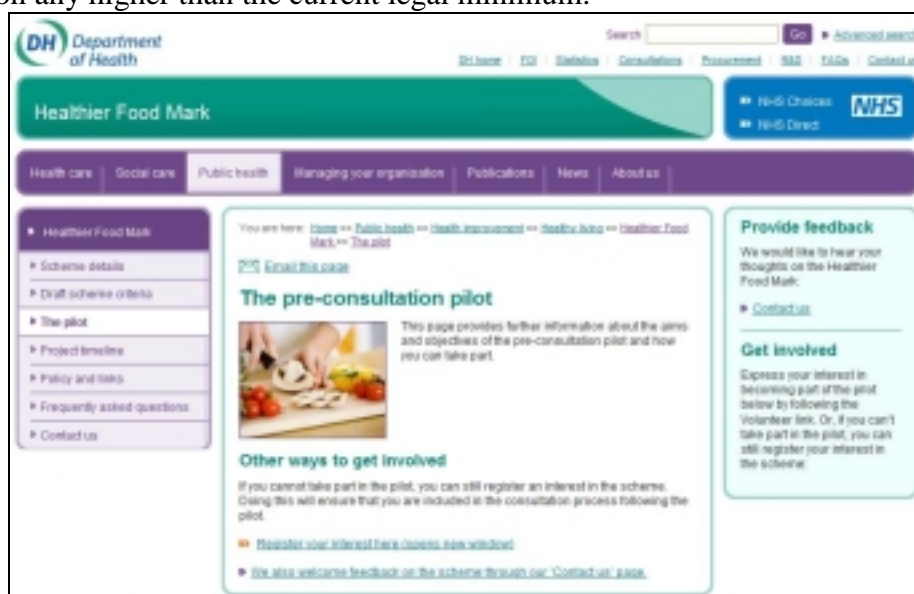 on any higher than the current legal minimum.
DH Department
of Health
Search
Go
Advanced search
DH home | FOI | Statistics | Consultations | Procurement | R&D | FAQs | Contact us
Healthier Food Mark
NHS Choices
NHS
NHS Direct
Health care
Social care
Public health
Managing your organisation
Publications
News
About us
Healthier Food Mark
Scheme details
Draft scheme criteria
The pilot
Project timeline
Policy and links
Frequently asked questions
Contact us
You are here: Home >> Public health >> Health improvement >> Healthy living >> Healthier Food
Mark >> The pilot
Email this page
The pre-consultation pilot
This page provides further information about the aims
and objectives of the pre-consultation pilot and how
you can take part.
Other ways to get involved
If you cannot take part in the pilot, you can still register an interest in the scheme.
Doing this will ensure that you are included in the consultation process following the
pilot.
Register your interest here (opens new window)
We also welcome feedback on the scheme through our 'Contact us' page.
Provide feedback
We would like to hear your
thoughts on the Healthier
Food Mark:
Contact us
Get involved
Express your interest in
becoming part of the pilot
below by following the
Volunteer link. Or, if you can't
take part in the pilot, you can
still register your interest in
the scheme: